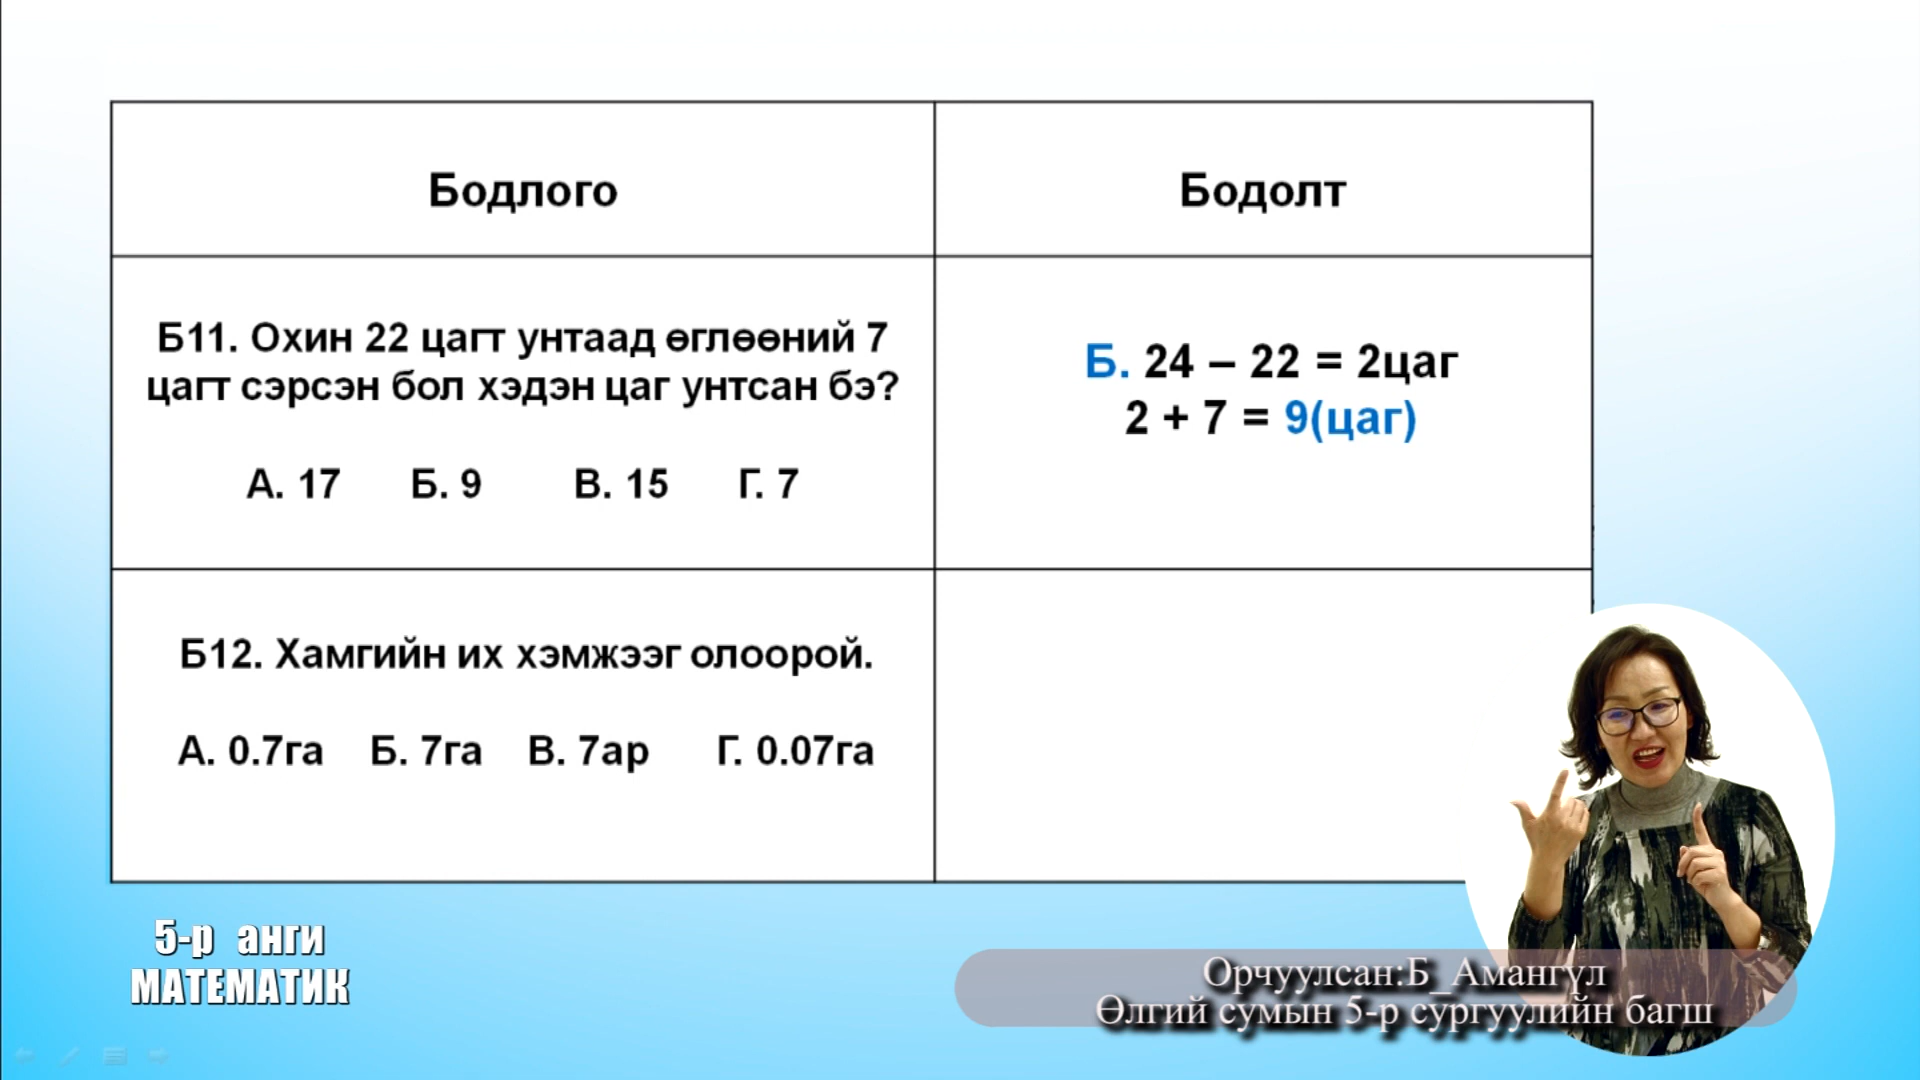 Бодлого
Бодолт
Б11. Охин 22 цагт унтаад өглөөний 7
цагт сэрсэн бол хэдэн цаг унтсан бэ?
А. 17 Б. 9 В. 15 Г. 7
Б. 24 – 22 = 2цаг
2 + 7 = 9(цаг)
Б12. Хамгийн их хэмжээг олоорой.
А. 0.7га Б. 7га В. 7ар Г. 0.07га
5-р анги
МАТЕМАТИК
Орчуулсан:Б_Амангүл
Өлгий сумын 5-р сургуулийн багш